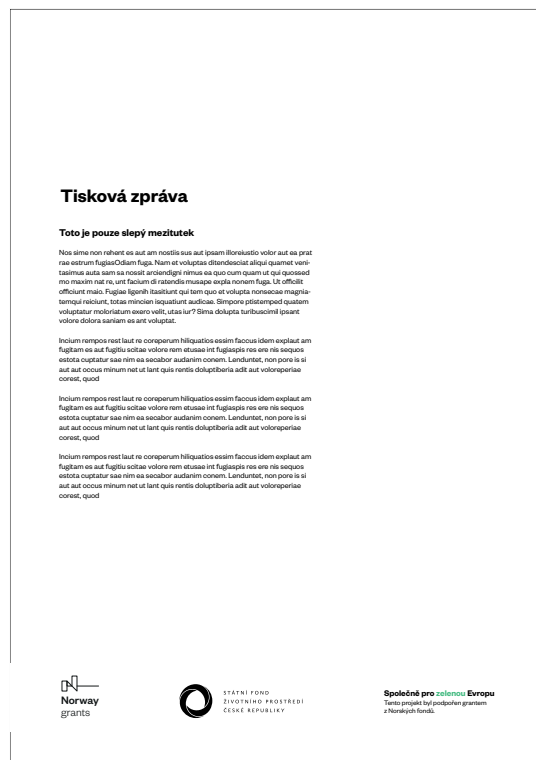 Tisková zpráva
Toto je pouze slepý mezitutek
Nos sime non rehent es aut am nostiis sus aut ipsam illoreiustio volor aut ea prat
rae estrum fugiasOdiam fuga. Nam et voluptas ditendesciat aliqui quamet veni-
tasimus auta sam sa nossit arciendigni nimus ea quo cum quam ut qui quossed
mo maxim nat re, unt facium di ratendis musape expla nonem fuga. Ut officilit
officiunt maio. Fugiae ligenih itasitiunt qui tem quo et volupta nonsecae magnia-
temqui reiciunt, totas mincien isquatiunt audicae. Simpore ptistemped quatem
voluptatur moloriatum exero velit, utas iur? Sima dolupta turibuscimil ipsant
volore dolora saniam es ant voluptat.
Incium rempos rest laut re coreperum hiliquatios essim faccus idem explaut am
fugitam es aut fugitiu scitae volore rem etusae int fugiaspis res ere nis sequos
estota cuptatur sae nim ea secabor audanim conem. Lenduntet, non pore is si
aut aut occus minum net ut lant quis rentis doluptiberia adit aut voloreperiae
corest, quod
Incium rempos rest laut re coreperum hiliquatios essim faccus idem explaut am
fugitam es aut fugitiu scitae volore rem etusae int fugiaspis res ere nis sequos
estota cuptatur sae nim ea secabor audanim conem. Lenduntet, non pore is si
aut aut occus minum net ut lant quis rentis doluptiberia adit aut voloreperiae
corest, quod
Incium rempos rest laut re coreperum hiliquatios essim faccus idem explaut am
fugitam es aut fugitiu scitae volore rem etusae int fugiaspis res ere nis sequos
estota cuptatur sae nim ea secabor audanim conem. Lenduntet, non pore is si
aut aut occus minum net ut lant quis rentis doluptiberia adit aut voloreperiae
corest, quod
Norway
grants
STÁTNÍ FOND
ŽIVOTNÍHO PROSTŘEDÍ
ČESKÉ REPUBLIKY
Společně pro zelenou Evropu
Tento projekt byl podpořen grantem
z Norských fondů.